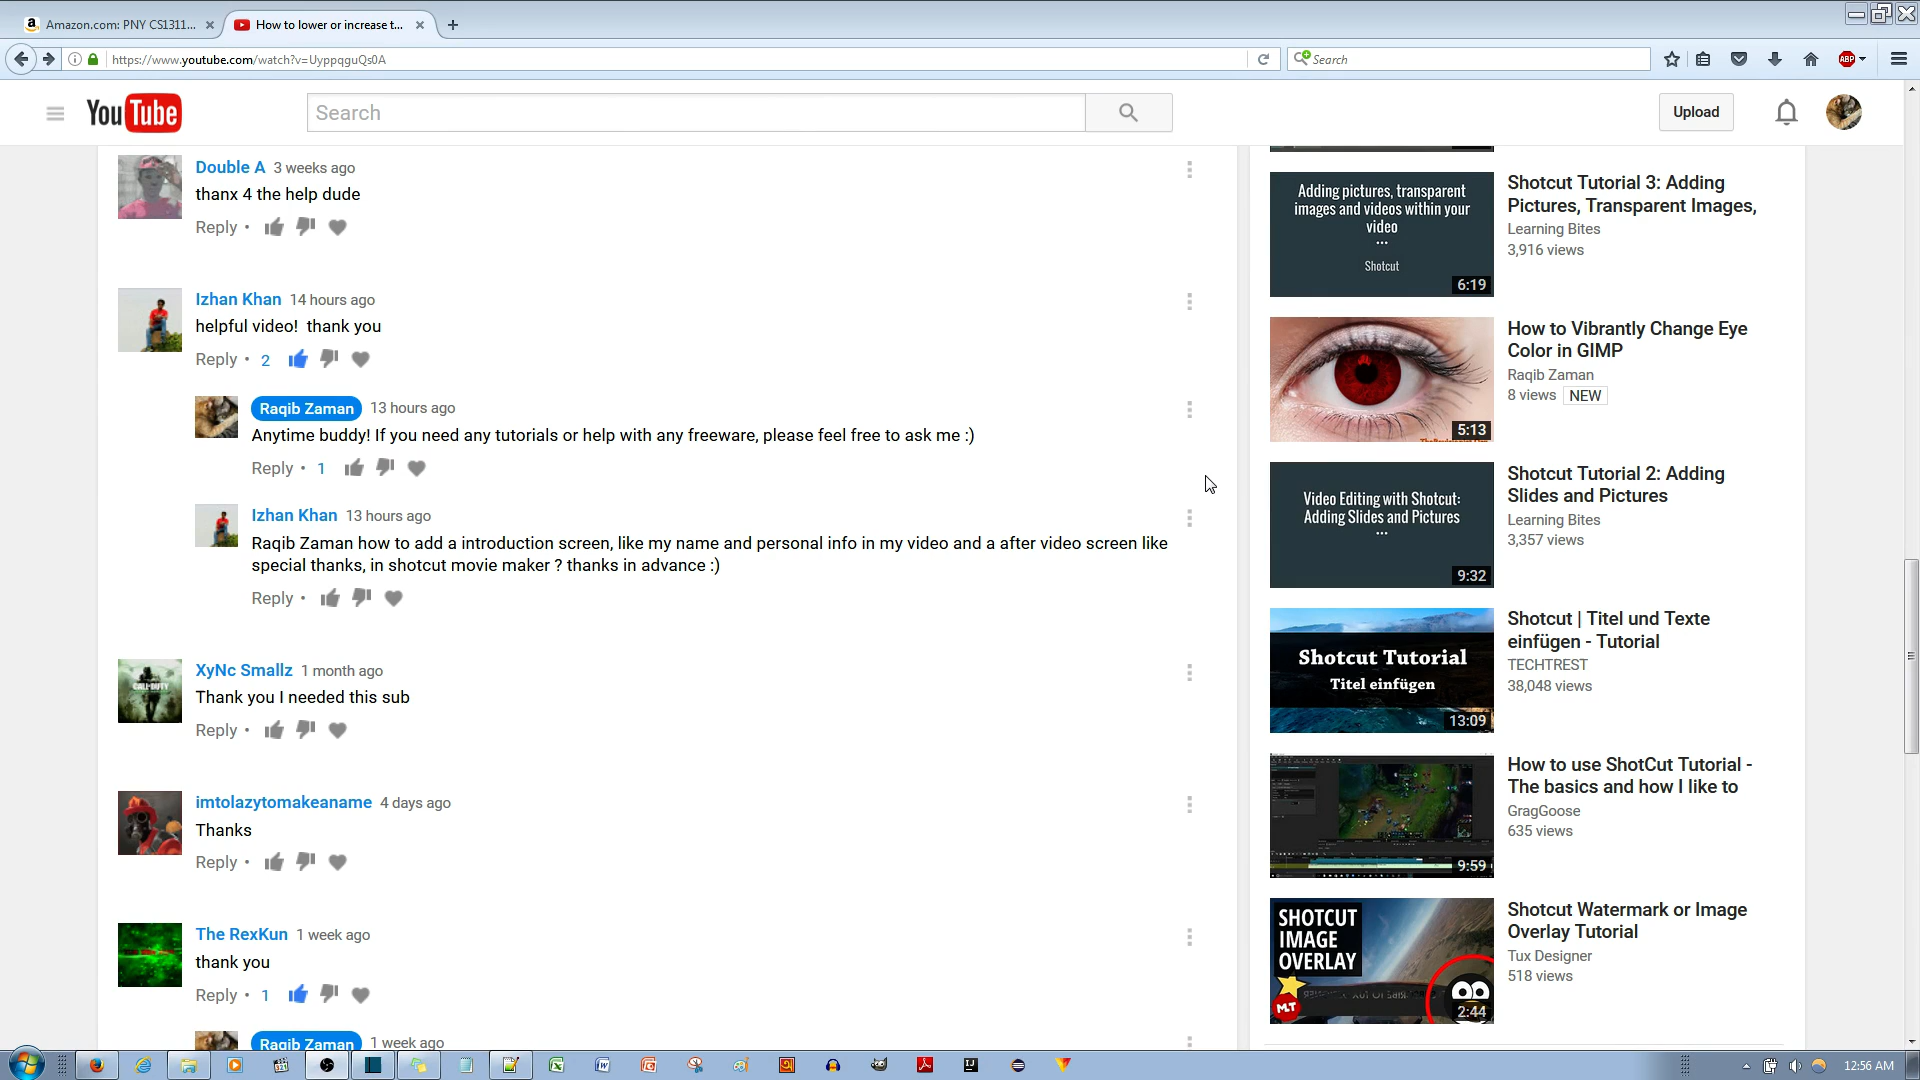 Amazon.com: PNY CS1311...
How to lower or increase t...
https://www.youtube.com/watch?v=UyppqguQs0A
Search
ABP
YouTube
Search
Upload
Double A 3 weeks ago
thanx 4 the help dude
Reply •
Izhan Khan 14 hours ago
helpful video!  thank you
Reply • 2
Raqib Zaman 13 hours ago
Anytime buddy! If you need any tutorials or help with any freeware, please feel free to ask me :)
Reply • 1
Izhan Khan 13 hours ago
Raqib Zaman how to add a introduction screen, like my name and personal info in my video and a after video screen like
special thanks, in shotcut movie maker ? thanks in advance :)
Reply •
XyNc Smallz 1 month ago
Thank you I needed this sub
Reply •
imtolazytomakeaname 4 days ago
Thanks
Reply •
The RexKun 1 week ago
thank you
Reply • 1
Raqib Zaman 1 week ago
CALL OF DUTY
Adding pictures, transparent
images and videos within your
video
...
Shotcut
6:19
Shotcut Tutorial 3: Adding
Pictures, Transparent Images,
Learning Bites
3,916 views
5:13
How to Vibrantly Change Eye
Color in GIMP
Raqib Zaman
8 views NEW
Video Editing with Shotcut:
Adding Slides and Pictures
...
9:32
Shotcut Tutorial 2: Adding
Slides and Pictures
Learning Bites
3,357 views
Shotcut Tutorial
Titel einfügen
13:09
Shotcut | Titel und Texte
einfügen - Tutorial
TECHTREST
38,048 views
9:59
How to use ShotCut Tutorial -
The basics and how I like to
GragGoose
635 views
SHOTCUT
IMAGE
OVERLAY
MLT
2:44
Shotcut Watermark or Image
Overlay Tutorial
Tux Designer
518 views
12:56 AM